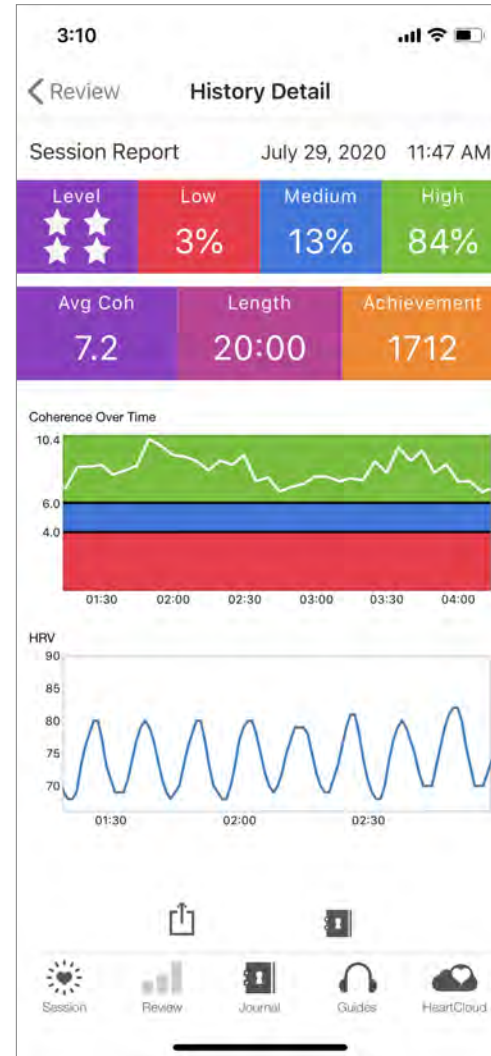 3:10
Review History Detail
Session Report July 29, 2020 11:47 AM
Level Low Medium High
3% 13% 84%
Avg Coh Length Achievement
7.2 20:00 1712
Coherence Over Time
10.4
6.0
4.0
01:30 02:00 02:30 03:00 03:30 04:00
HRV
90
85
80
75
70
01:30 02:00 02:30
Session Review Journal Guides HeartCloud